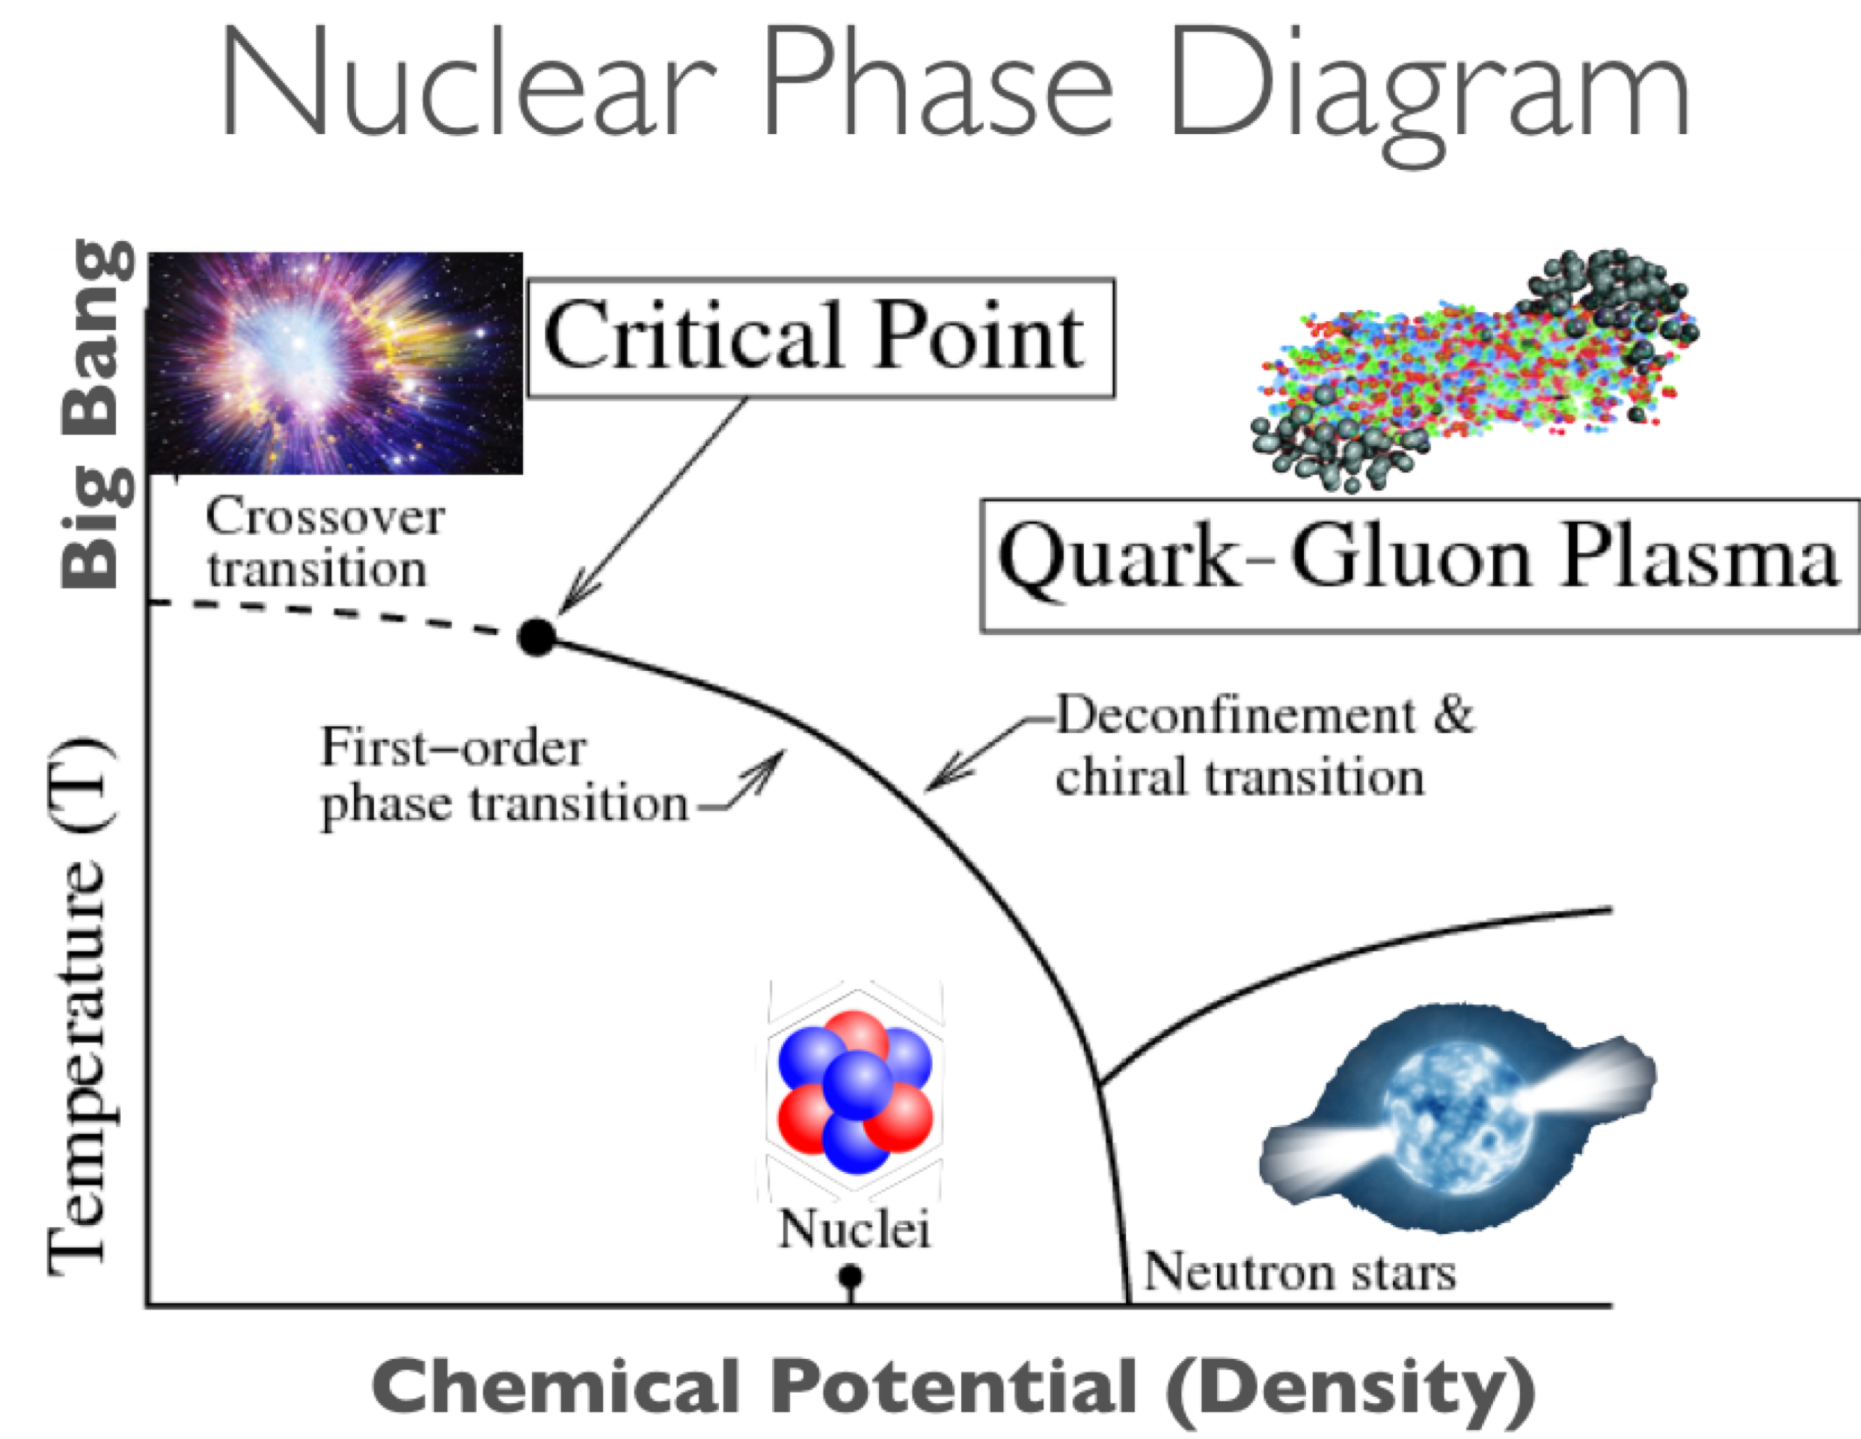 Nuclear Phase Diagram
Big Bang
Critical Point
Crossover
transition
Quark-Gluon Plasma
First-order
phase transition
Deconfinement &
chiral transition
Temperature (T)
Nuclei
Neutron stars
Chemical Potential (Density)